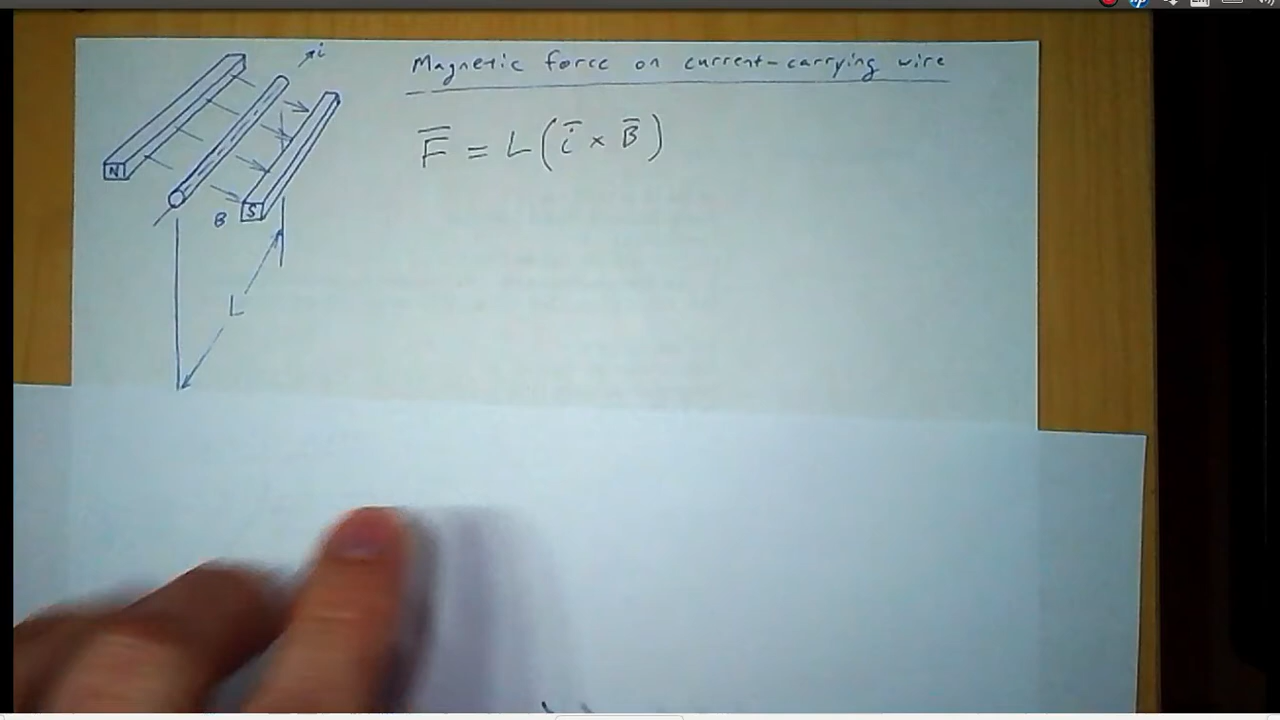 i
Magnetic force on current-carrying wire
F̅ = L(i̅ × B̅)
N
B
S
L